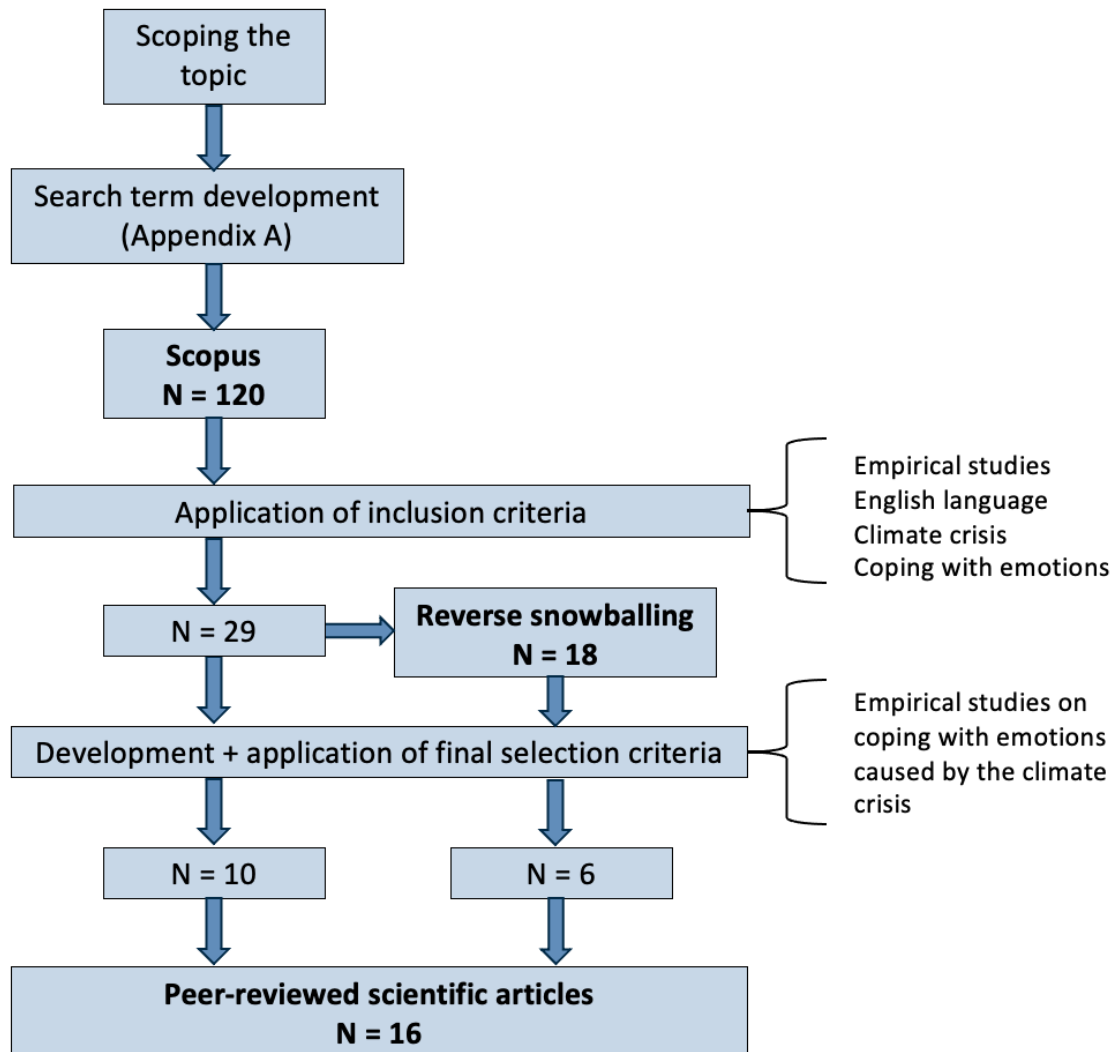 Scoping the
topic
Search term development
(Appendix A)
Scopus
N = 120
Application of inclusion criteria
Empirical studies
English language
Climate crisis
Coping with emotions
N = 29
Reverse snowballing
N = 18
Development + application of final selection criteria
Empirical studies on
coping with emotions
caused by the climate
crisis
N = 10
N = 6
Peer-reviewed scientific articles
N = 16